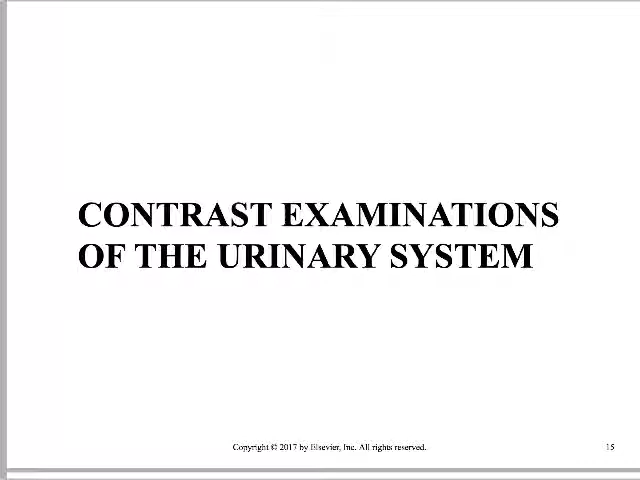 CONTRAST EXAMINATIONS
OF THE URINARY SYSTEM
Copyright © 2017 by Elsevier, Inc. All rights reserved.
15